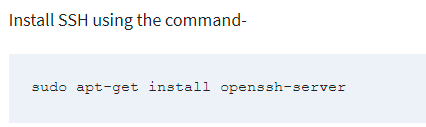 Install SSH using the command-
sudo apt-get install openssh-server